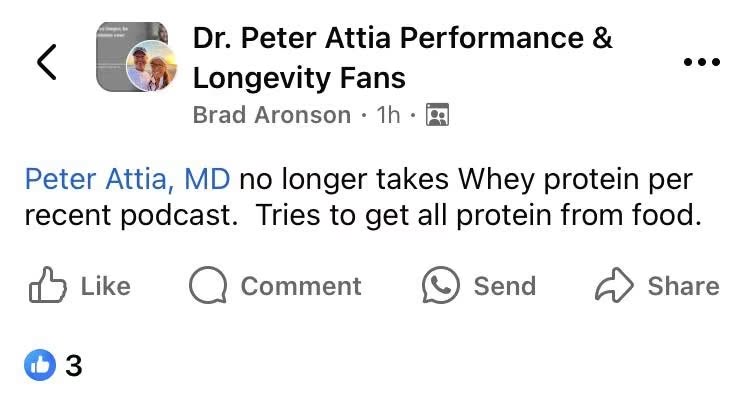 Dr. Peter Attia Performance &
Longevity Fans
Brad Aronson · 1h ·
Peter Attia, MD no longer takes Whey protein per
recent podcast.  Tries to get all protein from food.
Like Comment Send Share
3